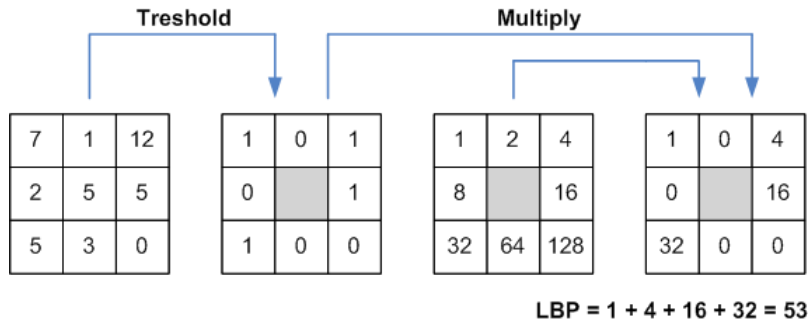 Treshold Multiply
7 1 12 1 0 1 1 2 4 1 0 4
2 5 5 0 1 8 16 0 16
5 3 0 1 0 0 32 64 128 32 0 0
LBP = 1 + 4 + 16 + 32 = 53